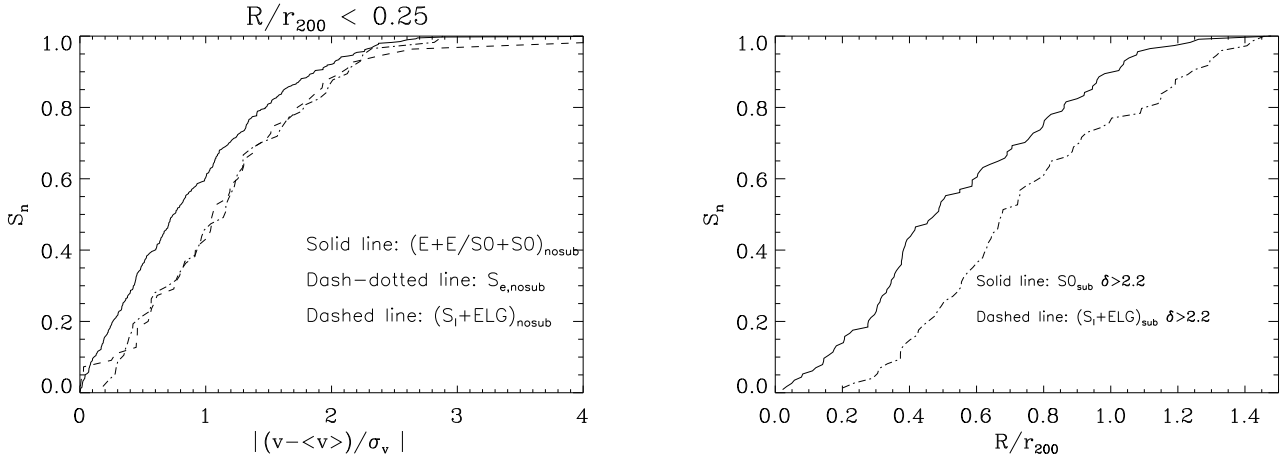 R/r200 < 0.25
1.0
0.8
0.6
0.4
0.2
0.0
Sn
Solid line: (E+E/S0+S0)nosub
Dash-dotted line: Se,nosub
Dashed line: (Sl+ELG)nosub
0 1 2 3 4
|(v-<v>)/σv |
1.0
0.8
0.6
0.4
0.2
0.0
Sn
Solid line: S0sub δ>2.2
Dashed line: (Sl+ELG)sub δ>2.2
0.0 0.2 0.4 0.6 0.8 1.0 1.2 1.4
R/r200